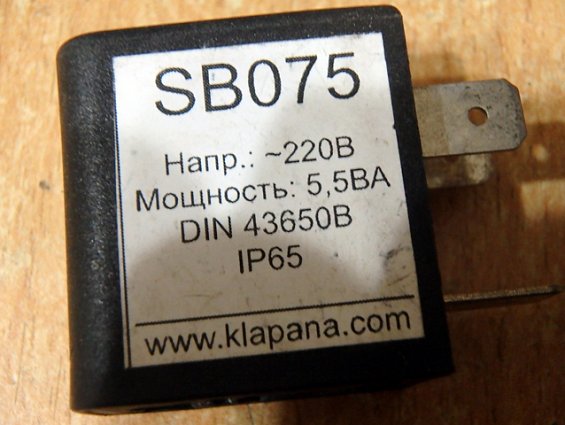 SB075
Напр.: ~220В
Мощность: 5,5ВА
DIN 43650B
IP65
www.klapana.com